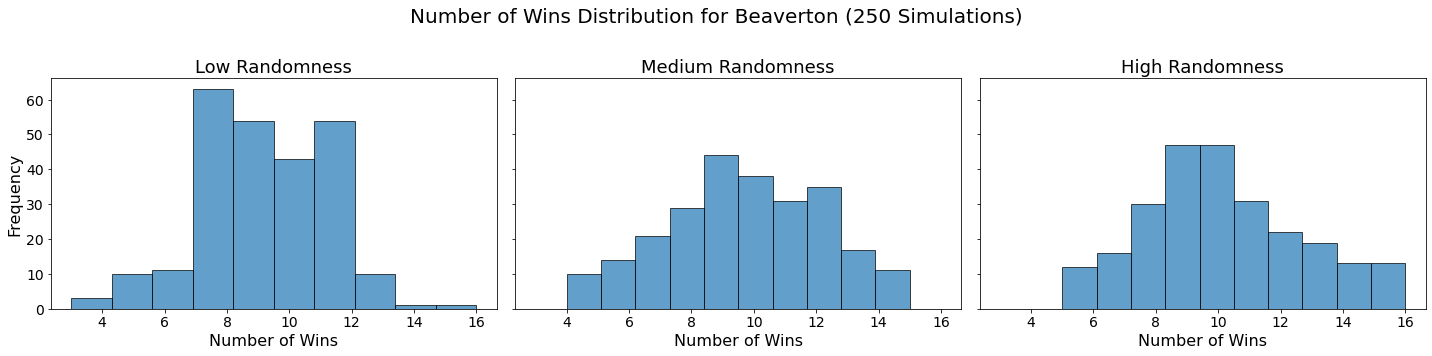 Number of Wins Distribution for Beaverton (250 Simulations)
Low Randomness
Medium Randomness
High Randomness
Frequency
60
50
40
30
20
10
0
4 6 8 10 12 14 16
4 6 8 10 12 14 16
4 6 8 10 12 14 16
Number of Wins
Number of Wins
Number of Wins